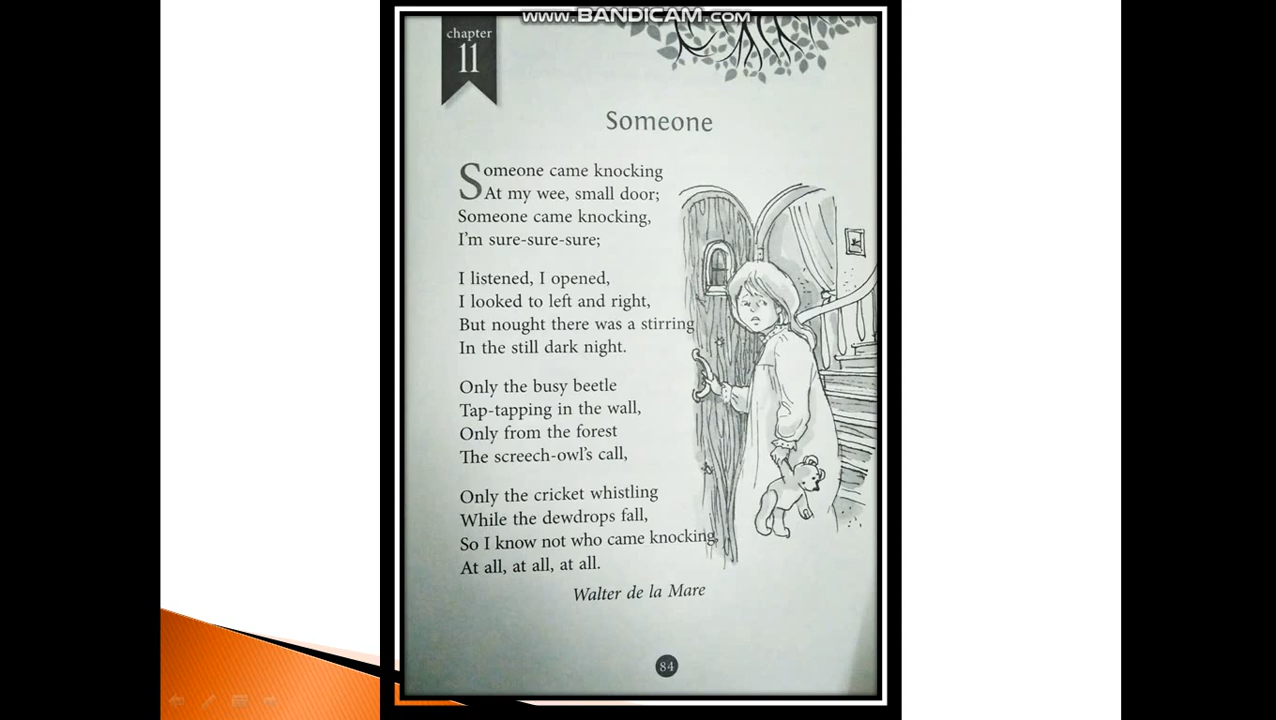 www.BANDICAM.com
chapter
11
Someone
Someone came knocking
At my wee, small door;
Someone came knocking,
I'm sure-sure-sure;
I listened, I opened,
I looked to left and right,
But nought there was a stirring
In the still dark night.
Only the busy beetle
Tap-tapping in the wall,
Only from the forest
The screech-owl's call,
Only the cricket whistling
While the dewdrops fall,
So I know not who came knocking,
At all, at all, at all.
Walter de la Mare
84